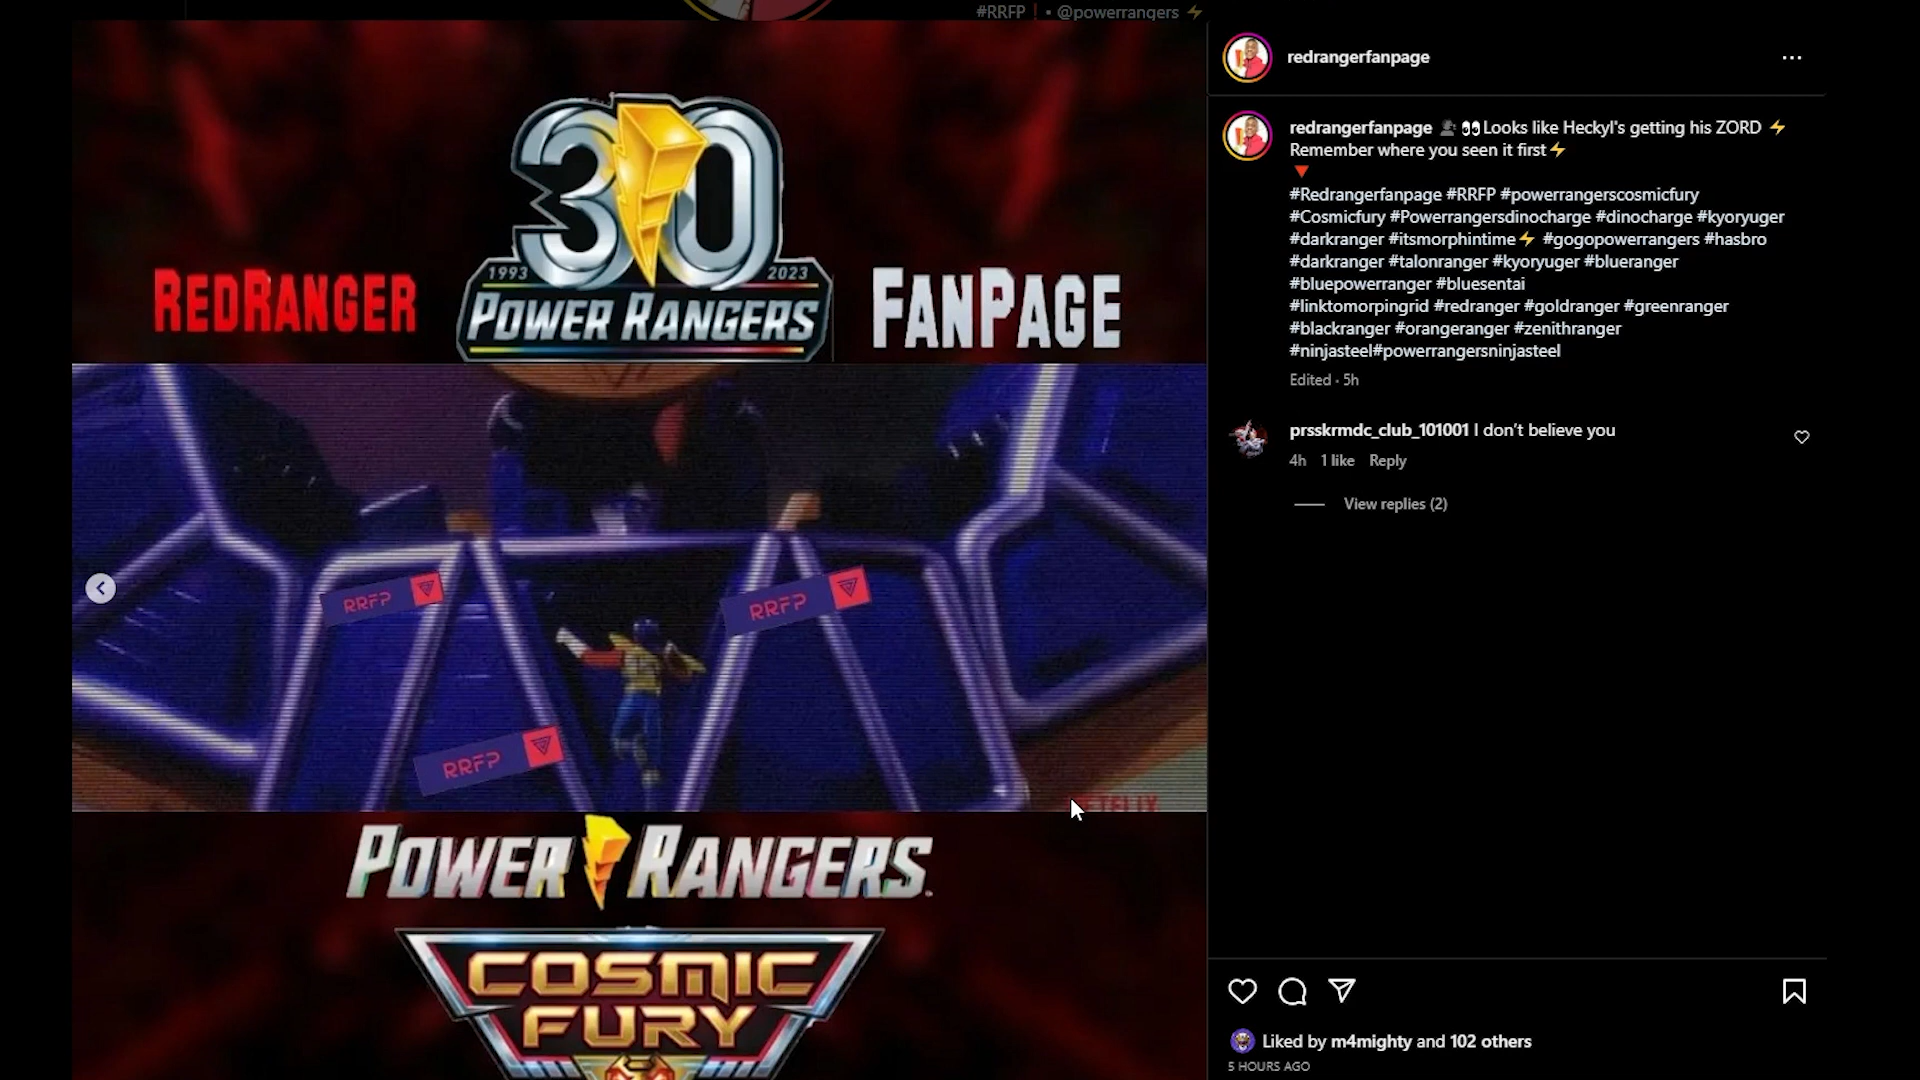 #RRFP❗• @powerrangers ⚡
30
1993
2023
REDRANGER
POWER RANGERS
FANPAGE
RRFP
RRFP
RRFP
POWER RANGERS
COSMIC
FURY
redrangerfanpage
redrangerfanpage 🗣️👀Looks like Heckyl's getting his ZORD ⚡
Remember where you seen it first⚡
🔻
#Redrangerfanpage #RRFP #powerrangerscosmicfury
#Cosmicfury #Powerrangersdinocharge #dinocharge #kyoryuger
#darkranger #itsmorphintime⚡ #gogopowerrangers #hasbro
#darkranger #talonranger #kyoryuger #blueranger
#bluepowerranger #bluesentai
#linktomorpingrid #redranger #goldranger #greenranger
#blackranger #orangeranger #zenithranger
#ninjasteel#powerrangersninjasteel
Edited · 5h
prsskrmdc_club_101001 I don't believe you
4h 1 like Reply
View replies (2)
Liked by m4mighty and 102 others
5 HOURS AGO